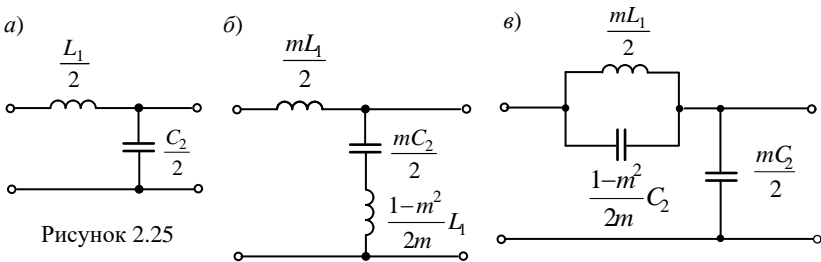 а)
L₁/2
C₂/2
Рисунок 2.25
б)
mL₁/2
mC₂/2
1–m²/2m L₁
в)
mL₁/2
1–m²/2m C₂
mC₂/2